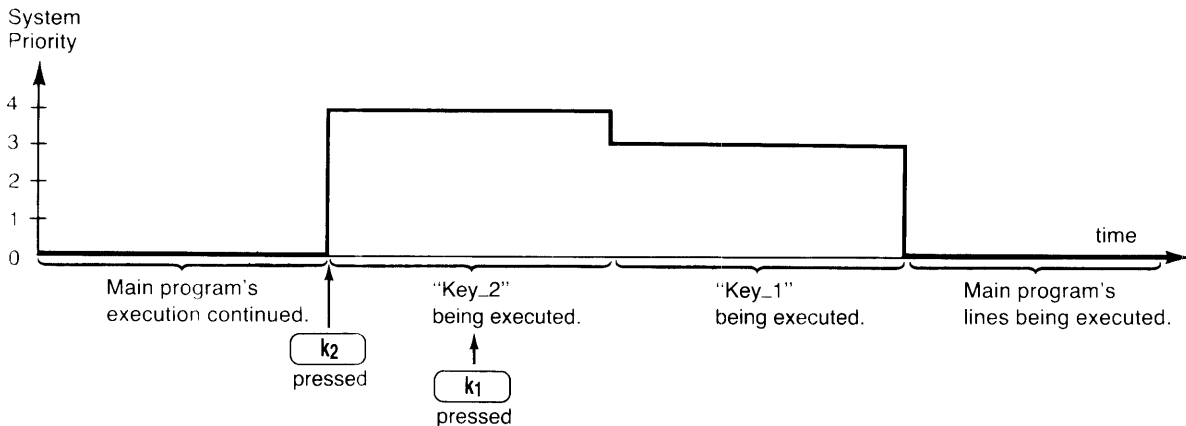 System
Priority
4
3
2
1
0
time
Main program's
execution continued.
"Key_2"
being executed.
"Key_1"
being executed.
Main program's
lines being executed.
k2
pressed
k1
pressed